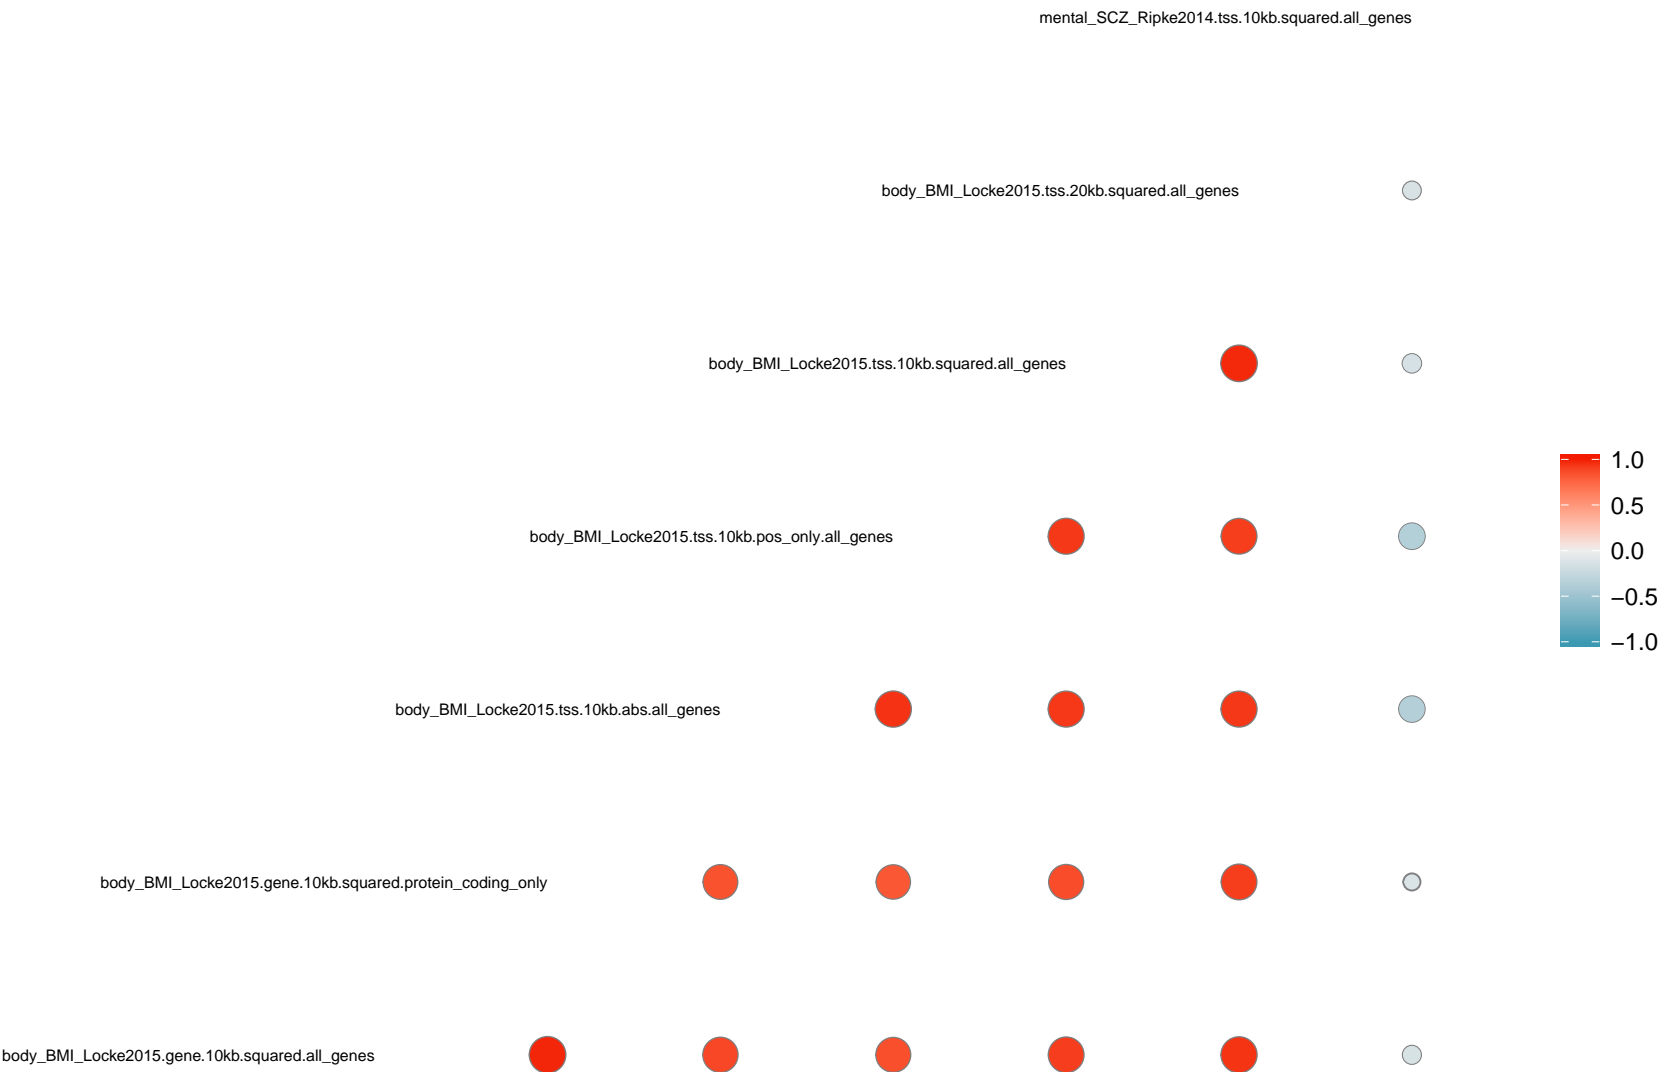 mental_SCZ_Ripke2014.tss.10kb.squared.all_genes
body_BMI_Locke2015.tss.20kb.squared.all_genes
body_BMI_Locke2015.tss.10kb.squared.all_genes
1.0
0.5
body_BMI_Locke2015.tss.10kb.pos_only.all_genes
0.0
−0.5
−1.0
body_BMI_Locke2015.tss.10kb.abs.all_genes
body_BMI_Locke2015.gene.10kb.squared.protein_coding_only
body_BMI_Locke2015.gene.10kb.squared.all_genes